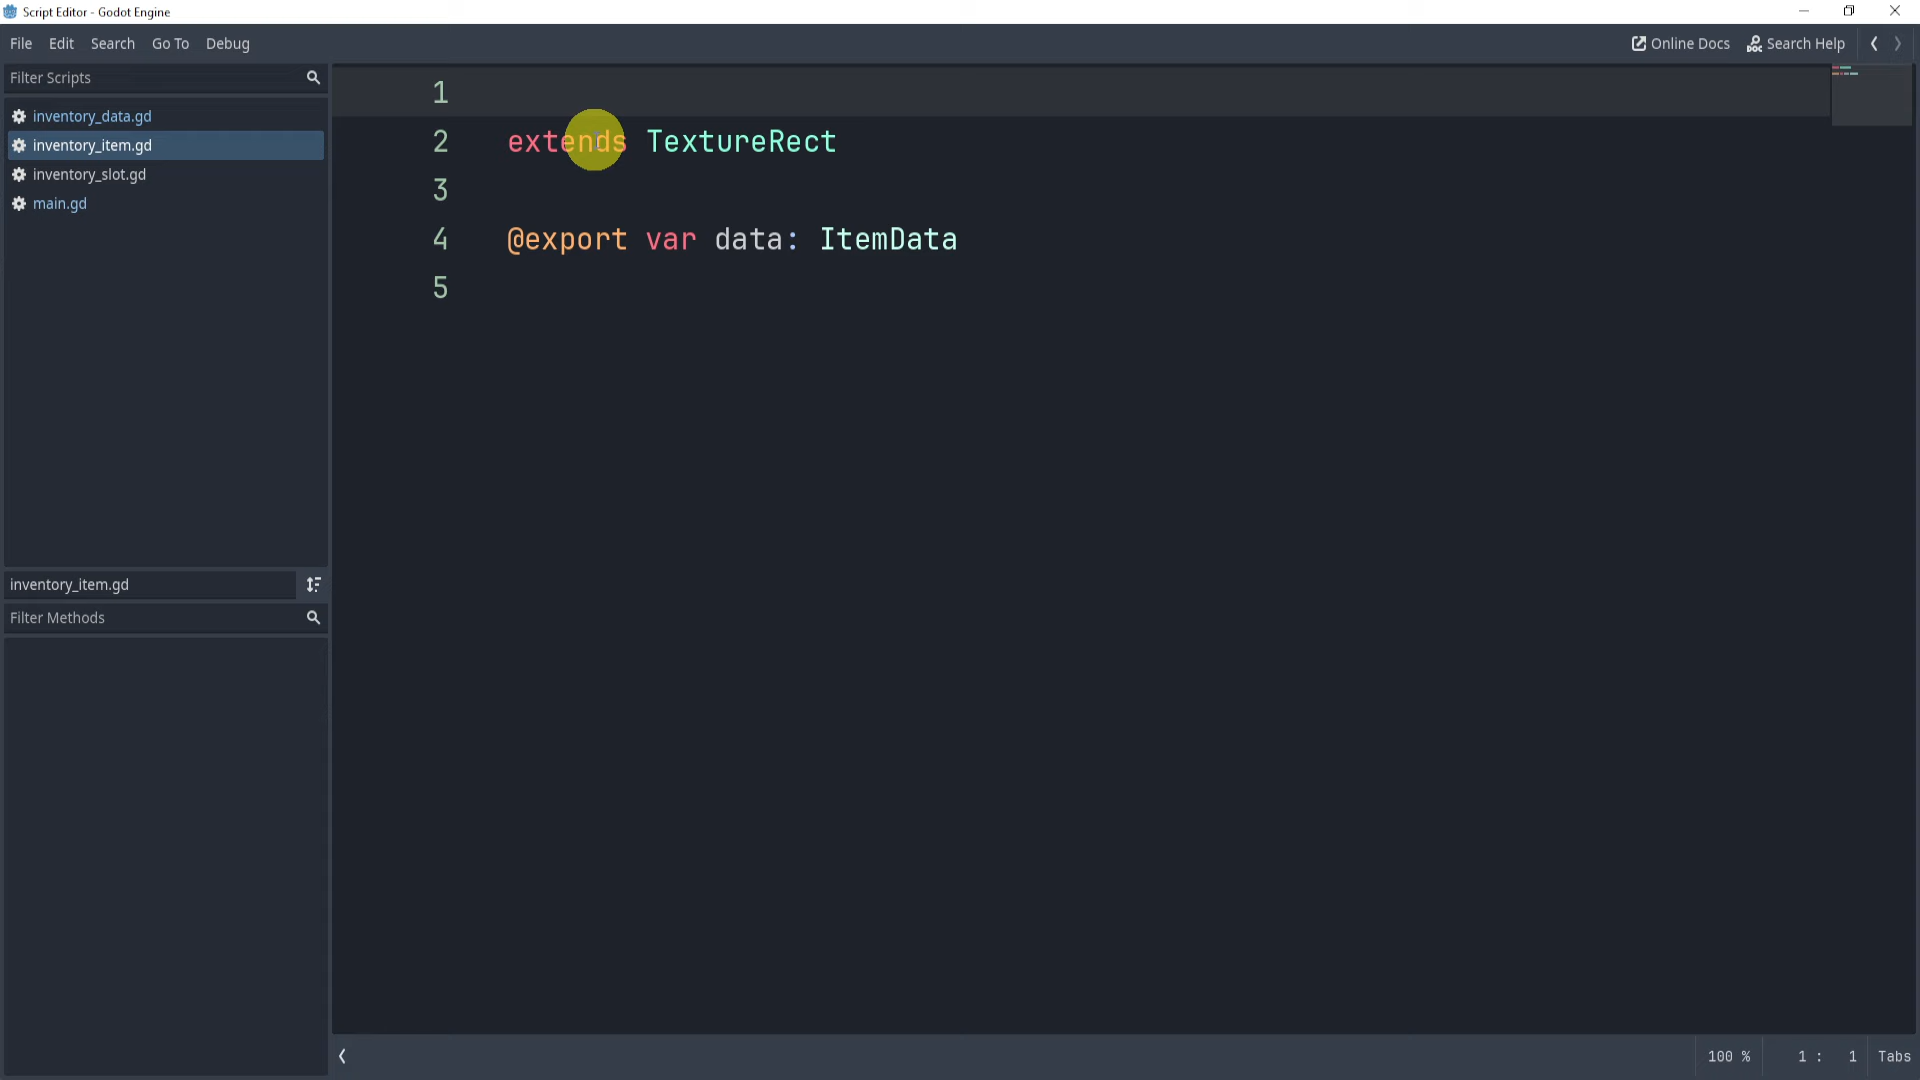 Script Editor - Godot Engine
File Edit Search Go To Debug
Online Docs Search Help
Filter Scripts
inventory_data.gd
inventory_item.gd
inventory_slot.gd
main.gd
inventory_item.gd
Filter Methods
1
2 extends TextureRect
3
4 @export var data: ItemData
5
100 % 1 : 1 Tabs